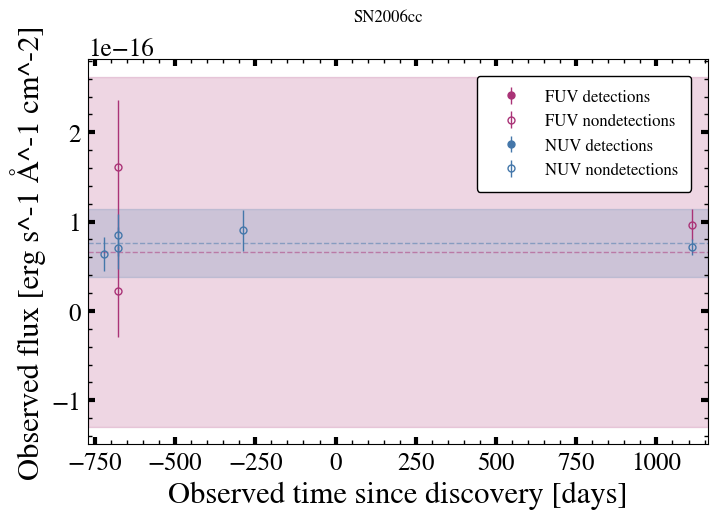 SN2006cc
1e−16
Observed flux [erg s^-1 Å^-1 cm^-2]
2
1
0
−1
FUV detections
FUV nondetections
NUV detections
NUV nondetections
−750 −500 −250 0 250 500 750 1000
Observed time since discovery [days]